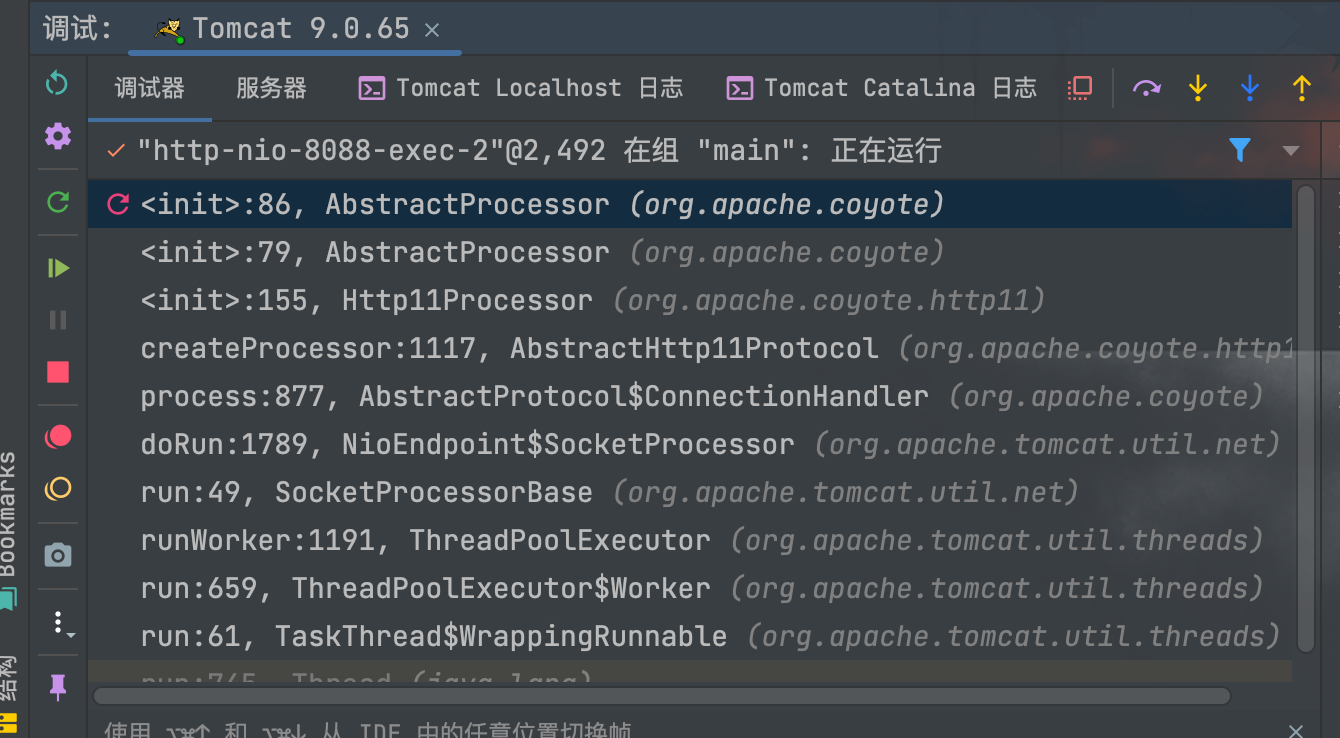 调试: Tomcat 9.0.65 ×
调试器 服务器 Tomcat Localhost 日志 Tomcat Catalina 日志
"http-nio-8088-exec-2"@2,492 在组 "main": 正在运行
<init>:86, AbstractProcessor (org.apache.coyote)
<init>:79, AbstractProcessor (org.apache.coyote)
<init>:155, Http11Processor (org.apache.coyote.http11)
createProcessor:1117, AbstractHttp11Protocol (org.apache.coyote.http1
process:877, AbstractProtocol$ConnectionHandler (org.apache.coyote)
doRun:1789, NioEndpoint$SocketProcessor (org.apache.tomcat.util.net)
run:49, SocketProcessorBase (org.apache.tomcat.util.net)
runWorker:1191, ThreadPoolExecutor (org.apache.tomcat.util.threads)
run:659, ThreadPoolExecutor$Worker (org.apache.tomcat.util.threads)
run:61, TaskThread$WrappingRunnable (org.apache.tomcat.util.threads)
run:745, Thread (java.lang)
使用 ⌥⌘↑ 和 ⌥⌘↓ 从 IDE 中的任意位置切换帧
Bookmarks
结构